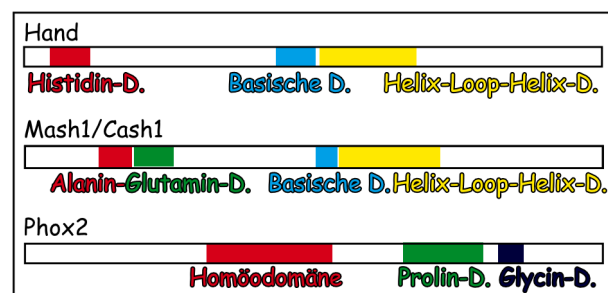 Hand
Histidin-D. Basische D. Helix-Loop-Helix-D.
Mash1/Cash1
Alanin-Glutamin-D. Basische D. Helix-Loop-Helix-D.
Phox2
Homöodomäne Prolin-D. Glycin-D.